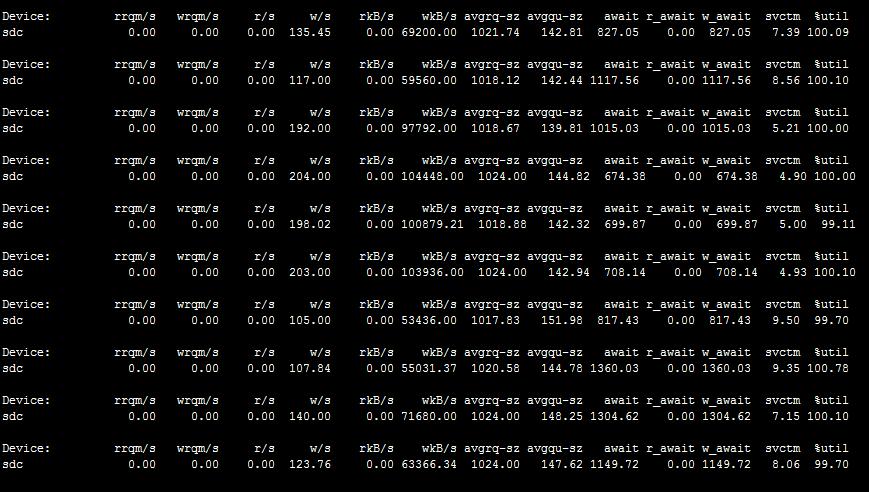 Device: rrqm/s wrqm/s r/s w/s rkB/s wkB/s avgrq-sz avgqu-sz await r_await w_await svctm %util
sdc 0.00 0.00 0.00 135.45 0.00 69200.00 1021.74 142.81 827.05 0.00 827.05 7.39 100.09
Device: rrqm/s wrqm/s r/s w/s rkB/s wkB/s avgrq-sz avgqu-sz await r_await w_await svctm %util
sdc 0.00 0.00 0.00 117.00 0.00 59560.00 1018.12 142.44 1117.56 0.00 1117.56 8.56 100.10
Device: rrqm/s wrqm/s r/s w/s rkB/s wkB/s avgrq-sz avgqu-sz await r_await w_await svctm %util
sdc 0.00 0.00 0.00 192.00 0.00 97792.00 1018.67 139.81 1015.03 0.00 1015.03 5.21 100.00
Device: rrqm/s wrqm/s r/s w/s rkB/s wkB/s avgrq-sz avgqu-sz await r_await w_await svctm %util
sdc 0.00 0.00 0.00 204.00 0.00 104448.00 1024.00 144.82 674.38 0.00 674.38 4.90 100.00
Device: rrqm/s wrqm/s r/s w/s rkB/s wkB/s avgrq-sz avgqu-sz await r_await w_await svctm %util
sdc 0.00 0.00 0.00 198.02 0.00 100879.21 1018.88 142.32 699.87 0.00 699.87 5.00 99.11
Device: rrqm/s wrqm/s r/s w/s rkB/s wkB/s avgrq-sz avgqu-sz await r_await w_await svctm %util
sdc 0.00 0.00 0.00 203.00 0.00 103936.00 1024.00 142.94 708.14 0.00 708.14 4.93 100.10
Device: rrqm/s wrqm/s r/s w/s rkB/s wkB/s avgrq-sz avgqu-sz await r_await w_await svctm %util
sdc 0.00 0.00 0.00 105.00 0.00 53436.00 1017.83 151.98 817.43 0.00 817.43 9.50 99.70
Device: rrqm/s wrqm/s r/s w/s rkB/s wkB/s avgrq-sz avgqu-sz await r_await w_await svctm %util
sdc 0.00 0.00 0.00 107.84 0.00 55031.37 1020.58 144.78 1360.03 0.00 1360.03 9.35 100.78
Device: rrqm/s wrqm/s r/s w/s rkB/s wkB/s avgrq-sz avgqu-sz await r_await w_await svctm %util
sdc 0.00 0.00 0.00 140.00 0.00 71680.00 1024.00 148.25 1304.62 0.00 1304.62 7.15 100.10
Device: rrqm/s wrqm/s r/s w/s rkB/s wkB/s avgrq-sz avgqu-sz await r_await w_await svctm %util
sdc 0.00 0.00 0.00 123.76 0.00 63366.34 1024.00 147.62 1149.72 0.00 1149.72 8.06 99.70